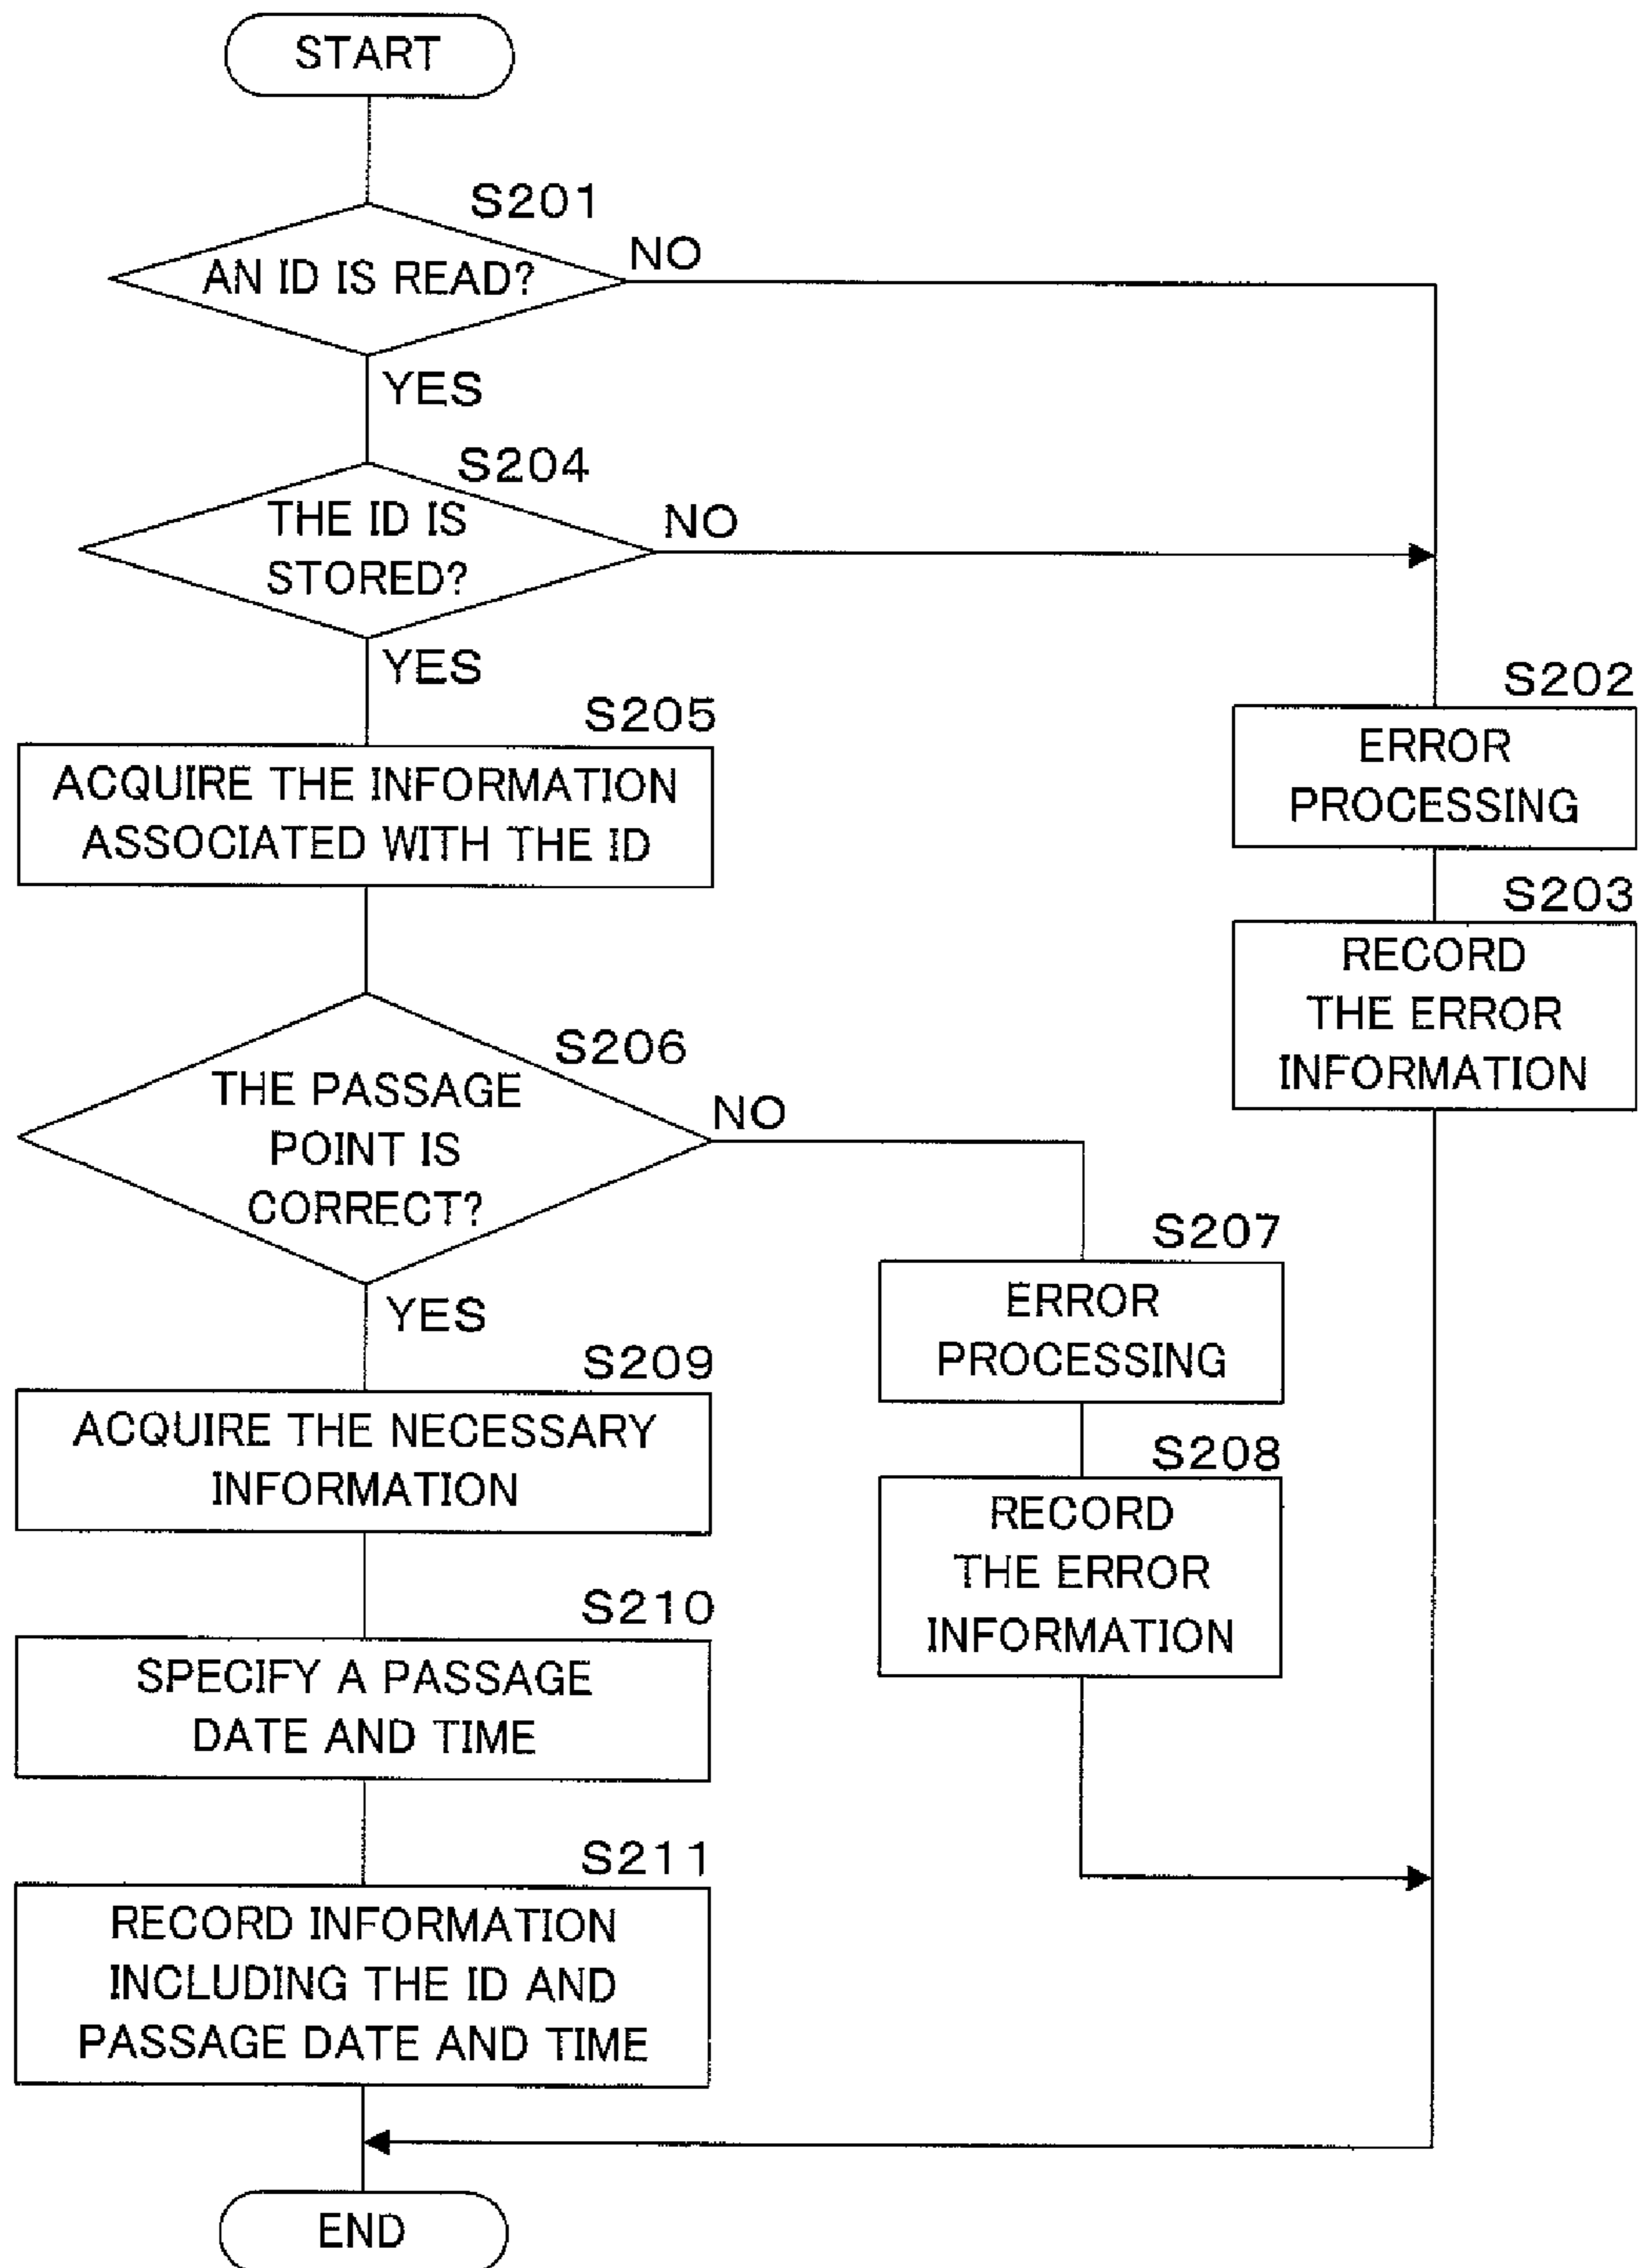 START
S201
AN ID IS READ?
NO
YES
S204
THE ID IS
STORED?
NO
YES
S205
ACQUIRE THE INFORMATION
ASSOCIATED WITH THE ID
S202
ERROR
PROCESSING
S203
RECORD
THE ERROR
INFORMATION
S206
THE PASSAGE
POINT IS
CORRECT?
NO
YES
S207
ERROR
PROCESSING
S208
RECORD
THE ERROR
INFORMATION
S209
ACQUIRE THE NECESSARY
INFORMATION
S210
SPECIFY A PASSAGE
DATE AND TIME
S211
RECORD INFORMATION
INCLUDING THE ID AND
PASSAGE DATE AND TIME
END